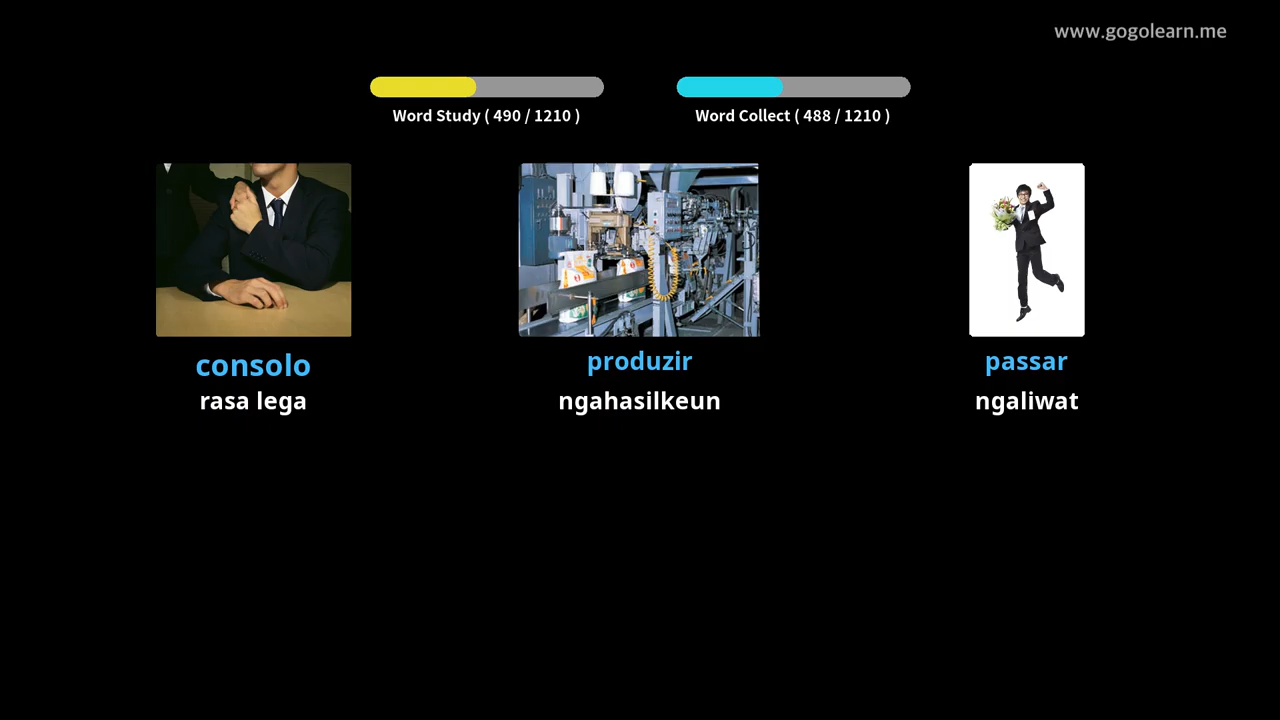 www.gogolearn.me
Word Study ( 490 / 1210 )
Word Collect ( 488 / 1210 )
consolo
rasa lega
produzir
ngahasilkeun
passar
ngaliwat